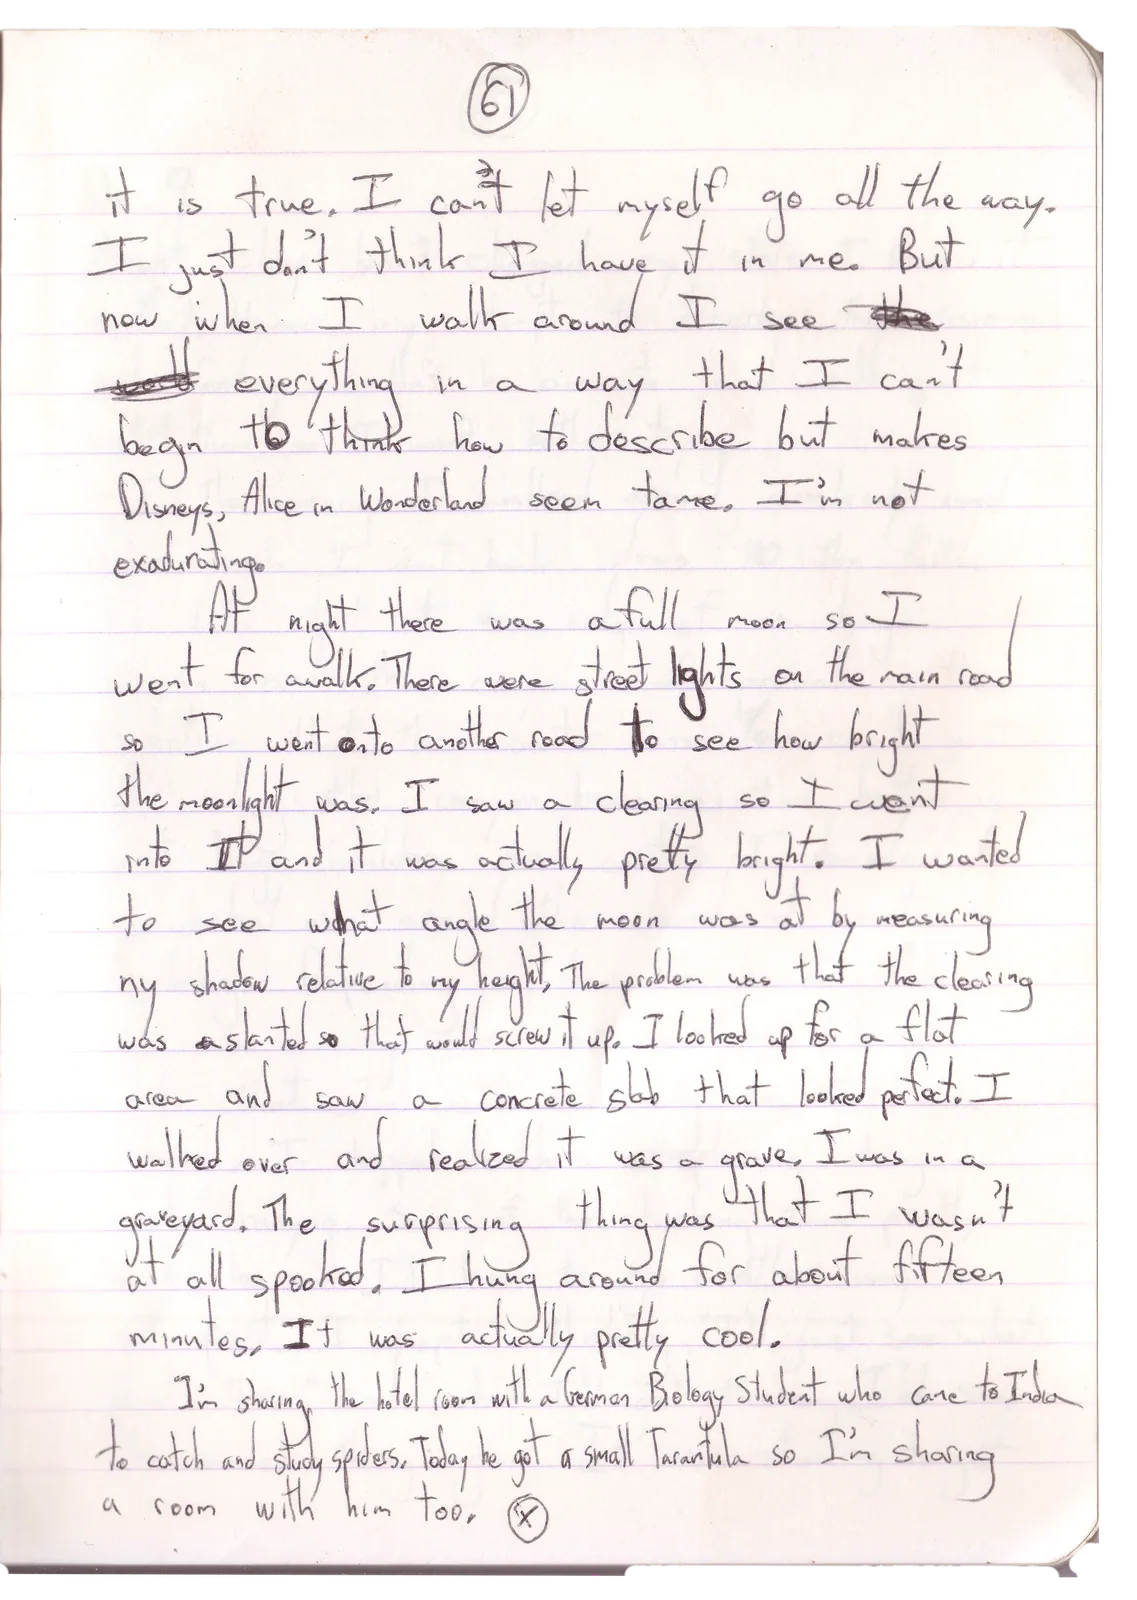 61
it is true. I can't let myself go all the way.
I just don't think I have it in me. But
now when I walk around I see the
world everything in a way that I can't
begin to think how to describe but makes
Disneys, Alice in Wonderland seem tame. I'm not
exadurating.
At night there was a full moon so I
went for awalk. There were street lights on the main road
so I went onto another road to see how bright
the moonlight was. I saw a clearing so I went
into It and it was actually pretty bright. I wanted
to see what angle the moon was at by measuring
my shadow relative to my height. The problem was that the clearing
was slanted so that would screw it up. I looked up for a flat
area and saw a concrete slab that looked perfect. I
walked over and realized it was a grave. I was in a
graveyard. The surprising thing was that I wasn't
at all spooked. I hung around for about fifteen
minutes. It was actually pretty cool.
I'm sharing the hotel room with a German Biology Student who came to India
to catch and study spiders. Today he got a small Tarantula so I'm sharing
a room with him too. X